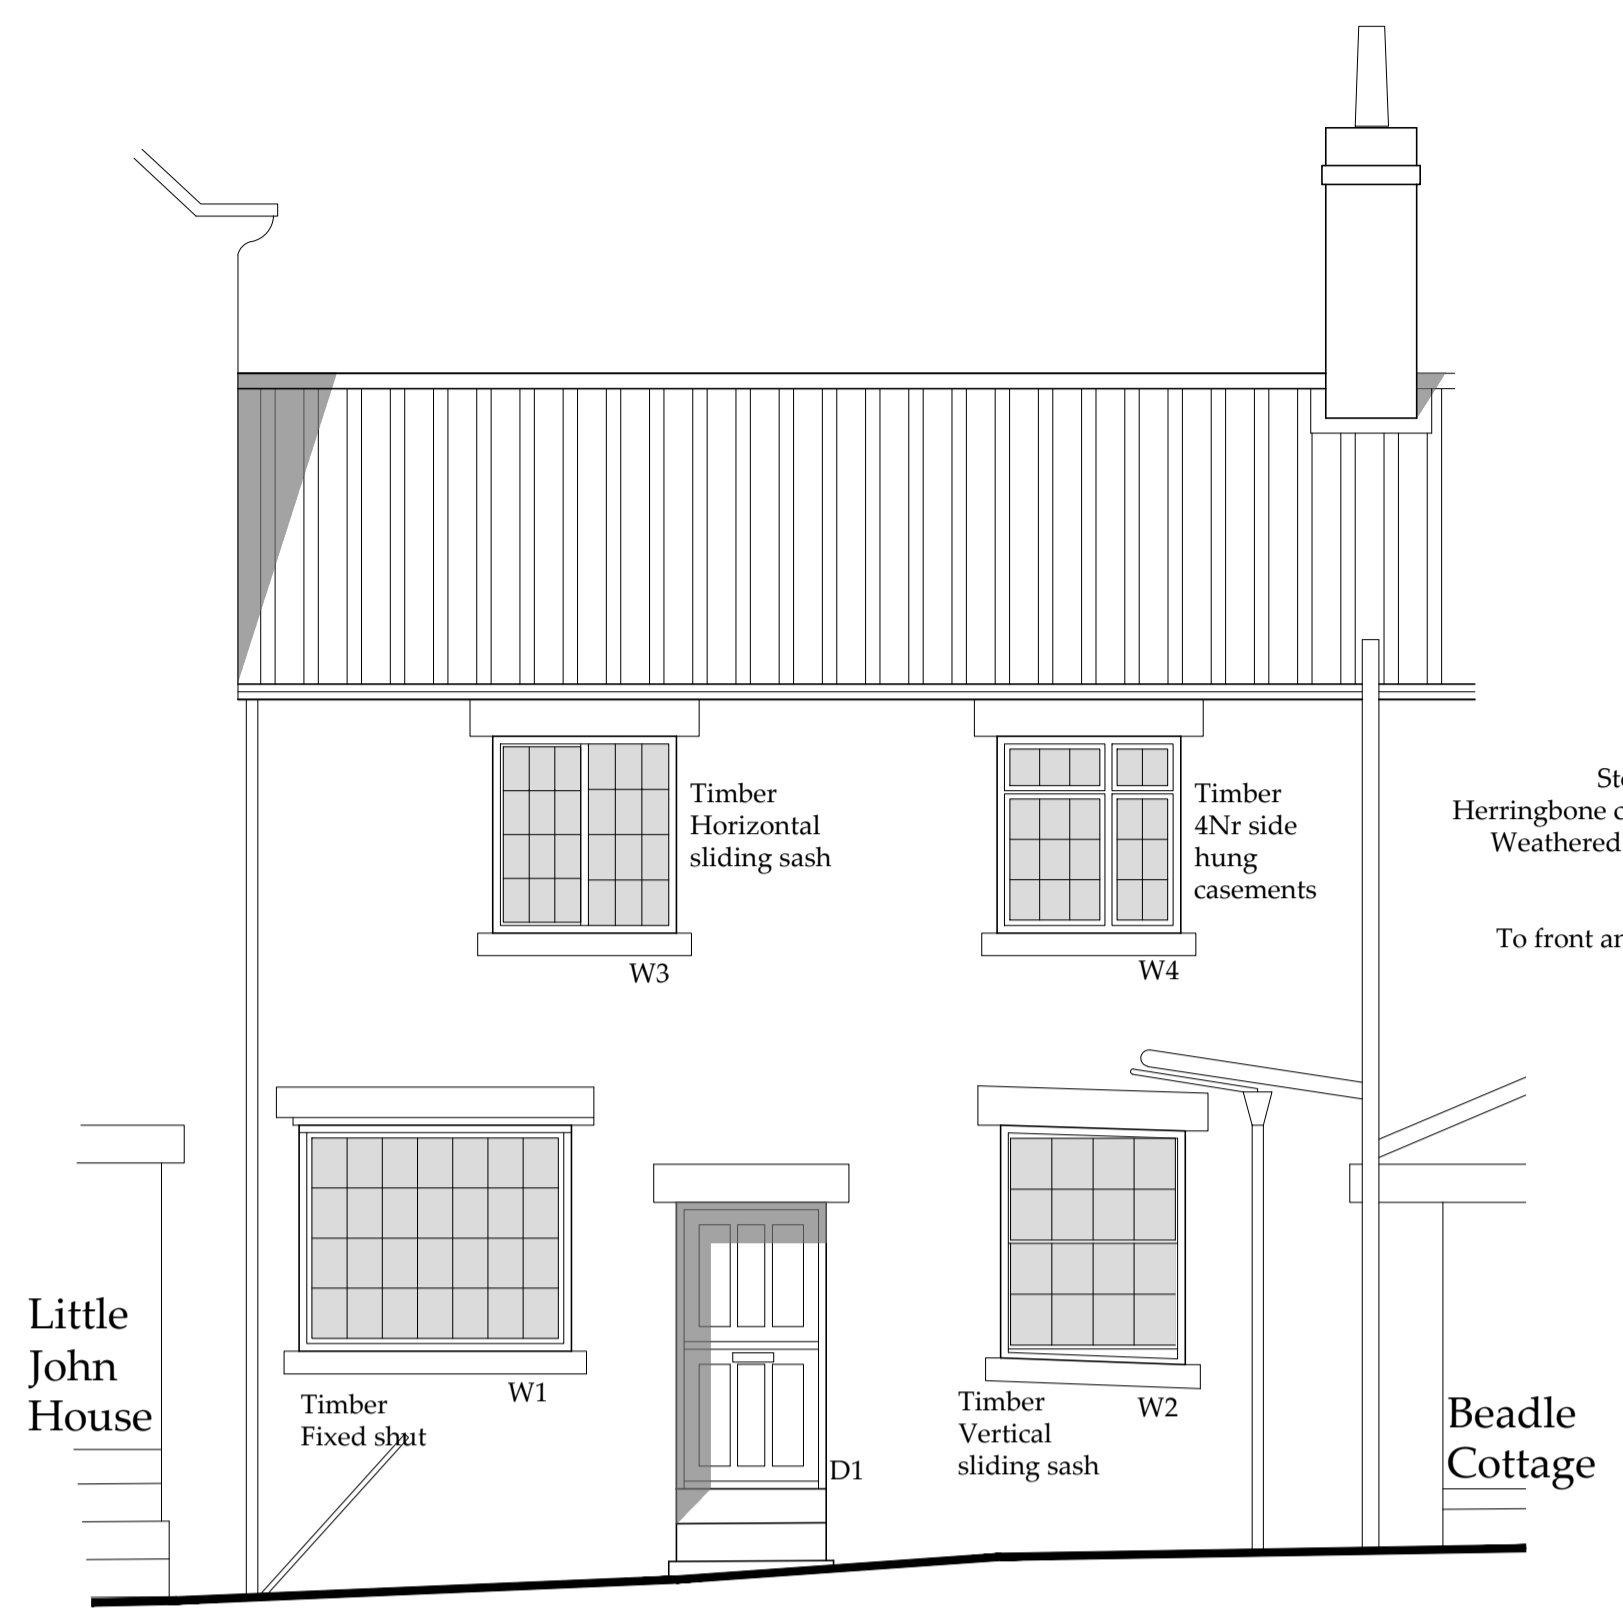 Timber
Horizontal
sliding sash
W3
Timber
4Nr side
hung
casements
W4
Herringbone
Weathered
To front
Little
John
House
Timber
Fixed shut
W1
D1
Timber
Vertical
sliding sash
W2
Beadle
Cottage